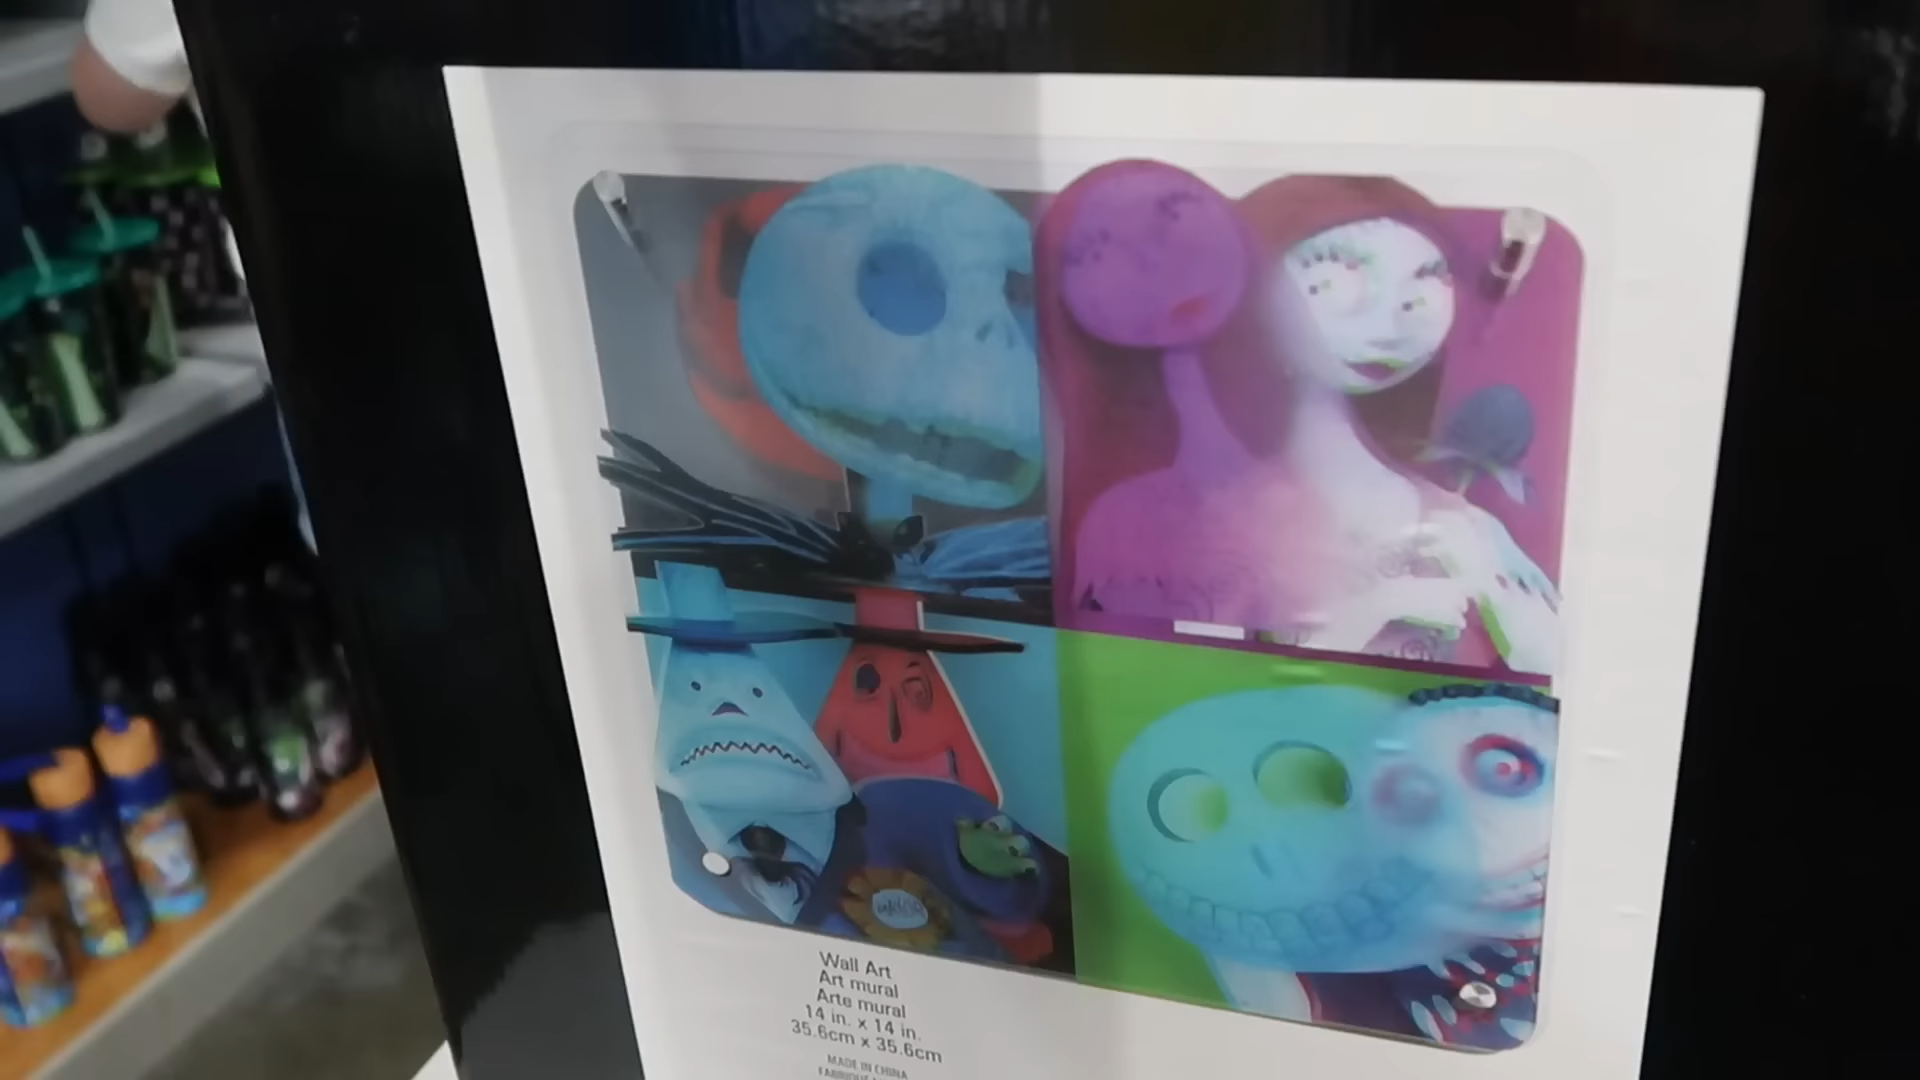 Wall Art
Art mural
Arte mural
14 in. x 14 in.
35.6cm x 35.6cm
MADE IN CHINA